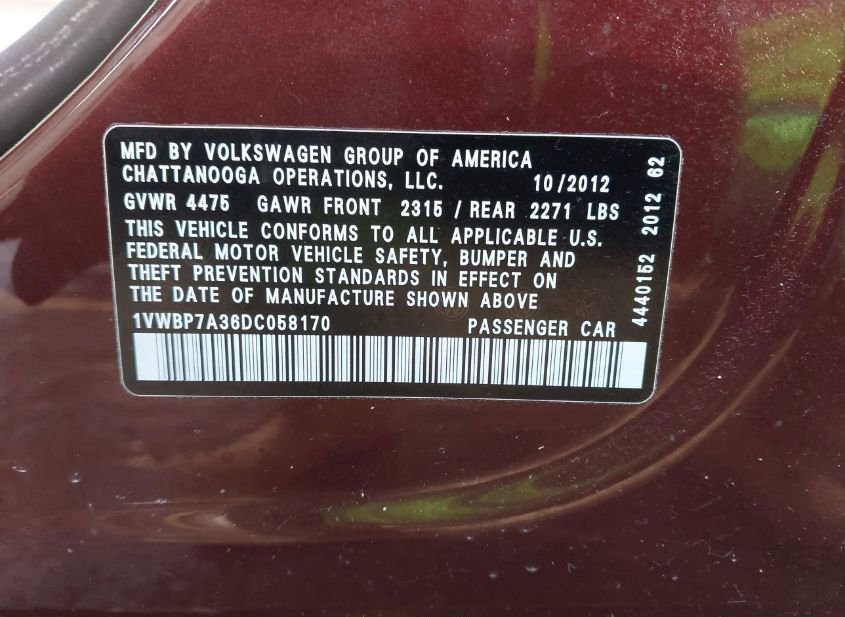 MFD BY VOLKSWAGEN GROUP OF AMERICA
CHATTANOOGA OPERATIONS, LLC. 10/2012
GVWR 4475 GAWR FRONT 2315 / REAR 2271 LBS
THIS VEHICLE CONFORMS TO ALL APPLICABLE U.S.
FEDERAL MOTOR VEHICLE SAFETY, BUMPER AND
THEFT PREVENTION STANDARDS IN EFFECT ON
THE DATE OF MANUFACTURE SHOWN ABOVE
1VWBP7A36DC058170 PASSENGER CAR
4440152 2012 62